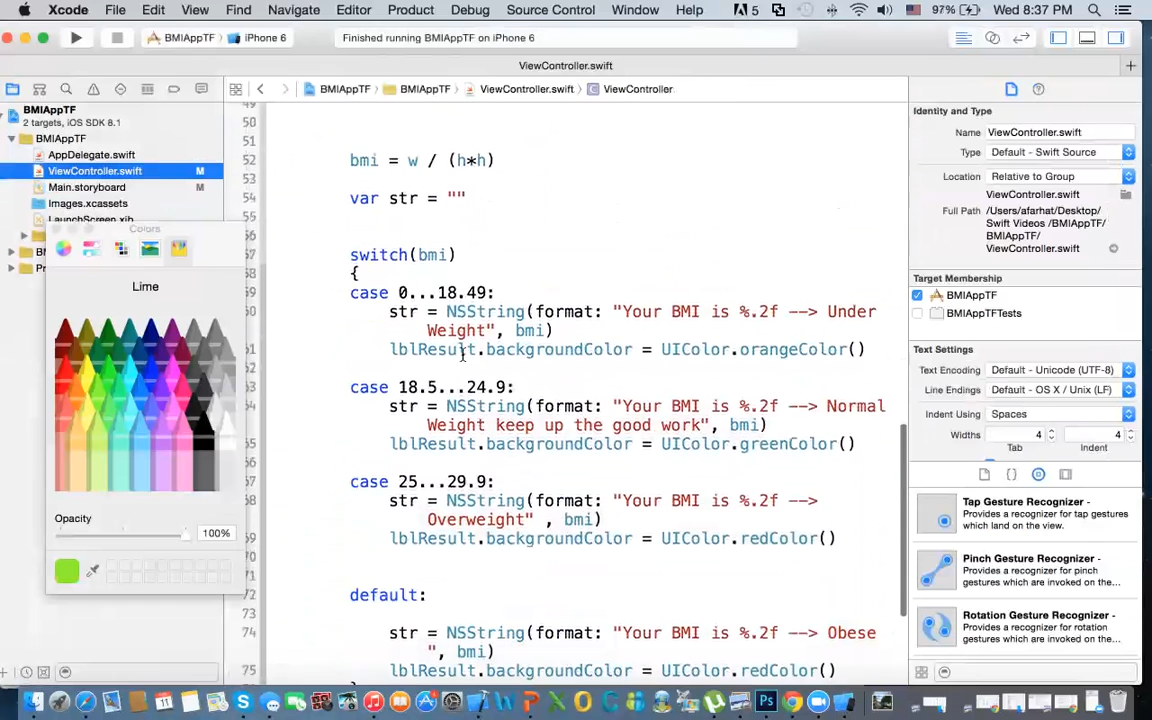 Xcode File Edit View Find Navigate Editor Product Debug Source Control Window Help 5 97% Wed 8:37 PM
BMIAppTF iPhone 6 Finished running BMIAppTF on iPhone 6
ViewController.swift
BMIAppTF BMIAppTF ViewController.swift C ViewController
BMIAppTF
2 targets, iOS SDK 8.1
BMIAppTF
AppDelegate.swift
ViewController.swift M
Main.storyboard M
Images.xcassets
LaunchScreen.xib
Colors
Lime
Opacity
100%
50
51
52 bmi = w / (h*h)
54 var str = ""
switch(bmi)
{
case 0...18.49:
str = NSString(format: "Your BMI is %.2f --> Under
Weight", bmi)
lblResult.backgroundColor = UIColor.orangeColor()
case 18.5...24.9:
str = NSString(format: "Your BMI is %.2f --> Normal
Weight keep up the good work", bmi)
lblResult.backgroundColor = UIColor.greenColor()
case 25...29.9:
str = NSString(format: "Your BMI is %.2f -->
Overweight" , bmi)
lblResult.backgroundColor = UIColor.redColor()
71
72 default:
73
74 str = NSString(format: "Your BMI is %.2f --> Obese
", bmi)
75 lblResult.backgroundColor = UIColor.redColor()
Identity and Type
Name ViewController.swift
Type Default - Swift Source
Location Relative to Group
ViewController.swift
Full Path /Users/afarhat/Desktop/
Swift Videos /BMIAppTF/
BMIAppTF/
ViewController.swift
Target Membership
BMIAppTF
BMIAppTFTests
Text Settings
Text Encoding Default - Unicode (UTF-8)
Line Endings Default - OS X / Unix (LF)
Indent Using Spaces
Widths 4 4
Tab Indent
Tap Gesture Recognizer -
Provides a recognizer for tap gestures
which land on the view.
Pinch Gesture Recognizer -
Provides a recognizer for pinch
gestures which are invoked on the...
Rotation Gesture Recognizer -
Provides a recognizer for rotation
gestures which are invoked on the...